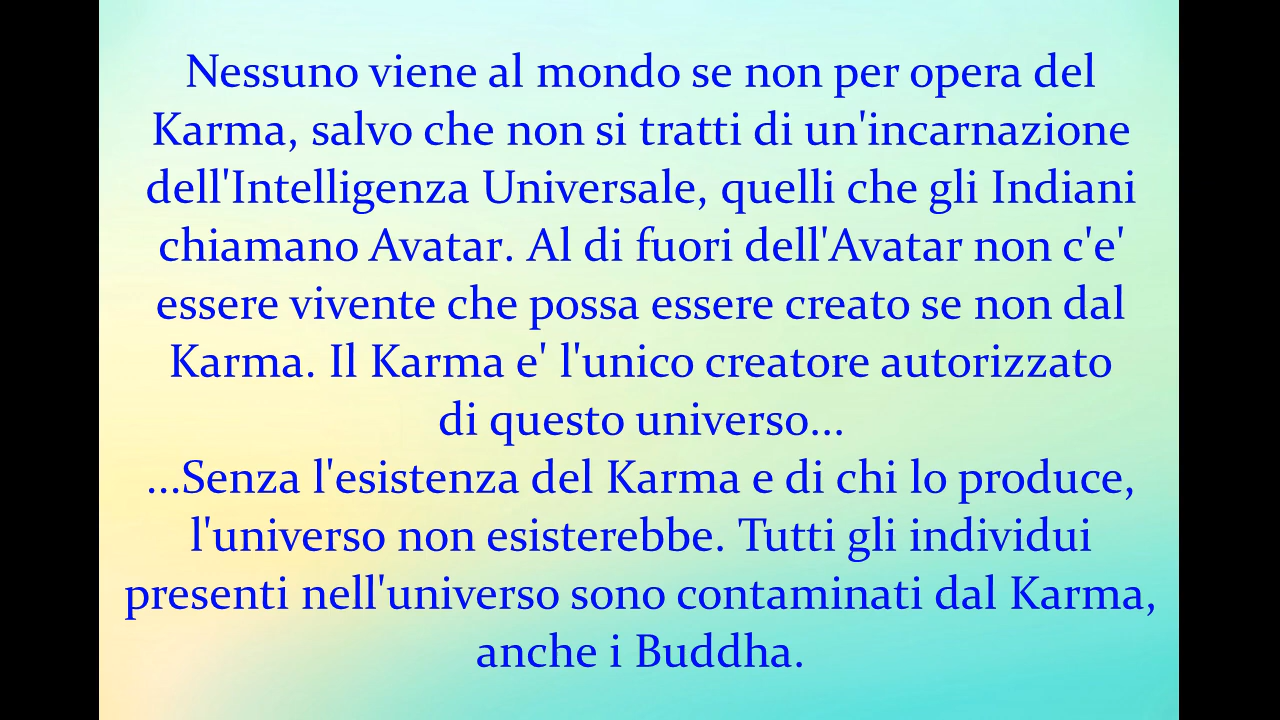 Nessuno viene al mondo se non per opera del
Karma, salvo che non si tratti di un'incarnazione
dell'Intelligenza Universale, quelli che gli Indiani
chiamano Avatar. Al di fuori dell'Avatar non c'e'
essere vivente che possa essere creato se non dal
Karma. Il Karma e' l'unico creatore autorizzato
di questo universo...
...Senza l'esistenza del Karma e di chi lo produce,
l'universo non esisterebbe. Tutti gli individui
presenti nell'universo sono contaminati dal Karma,
anche i Buddha.